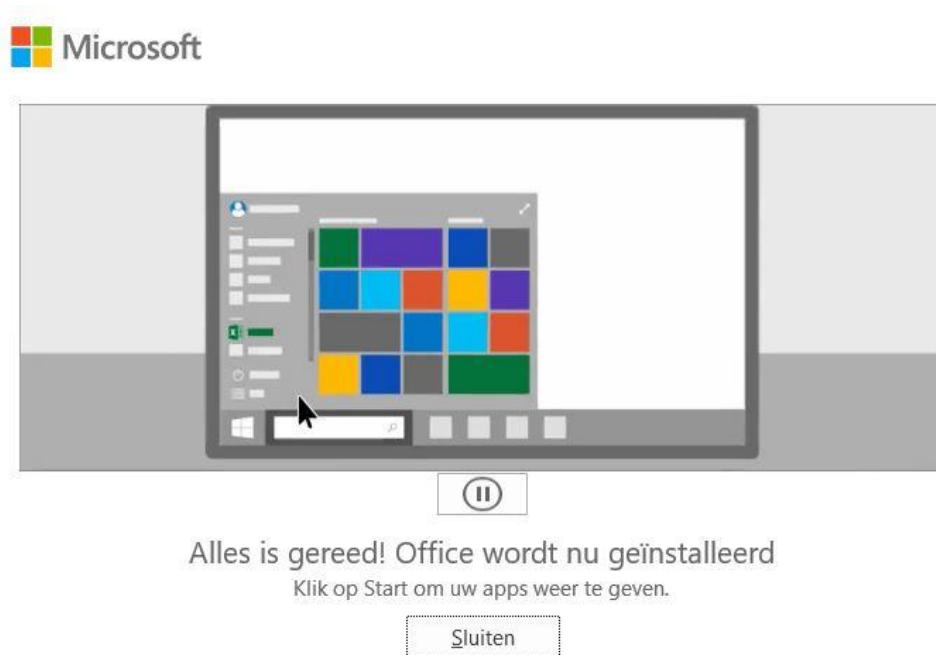 Microsoft
Alles is gereed! Office wordt nu geïnstalleerd
Klik op Start om uw apps weer te geven.
Sluiten